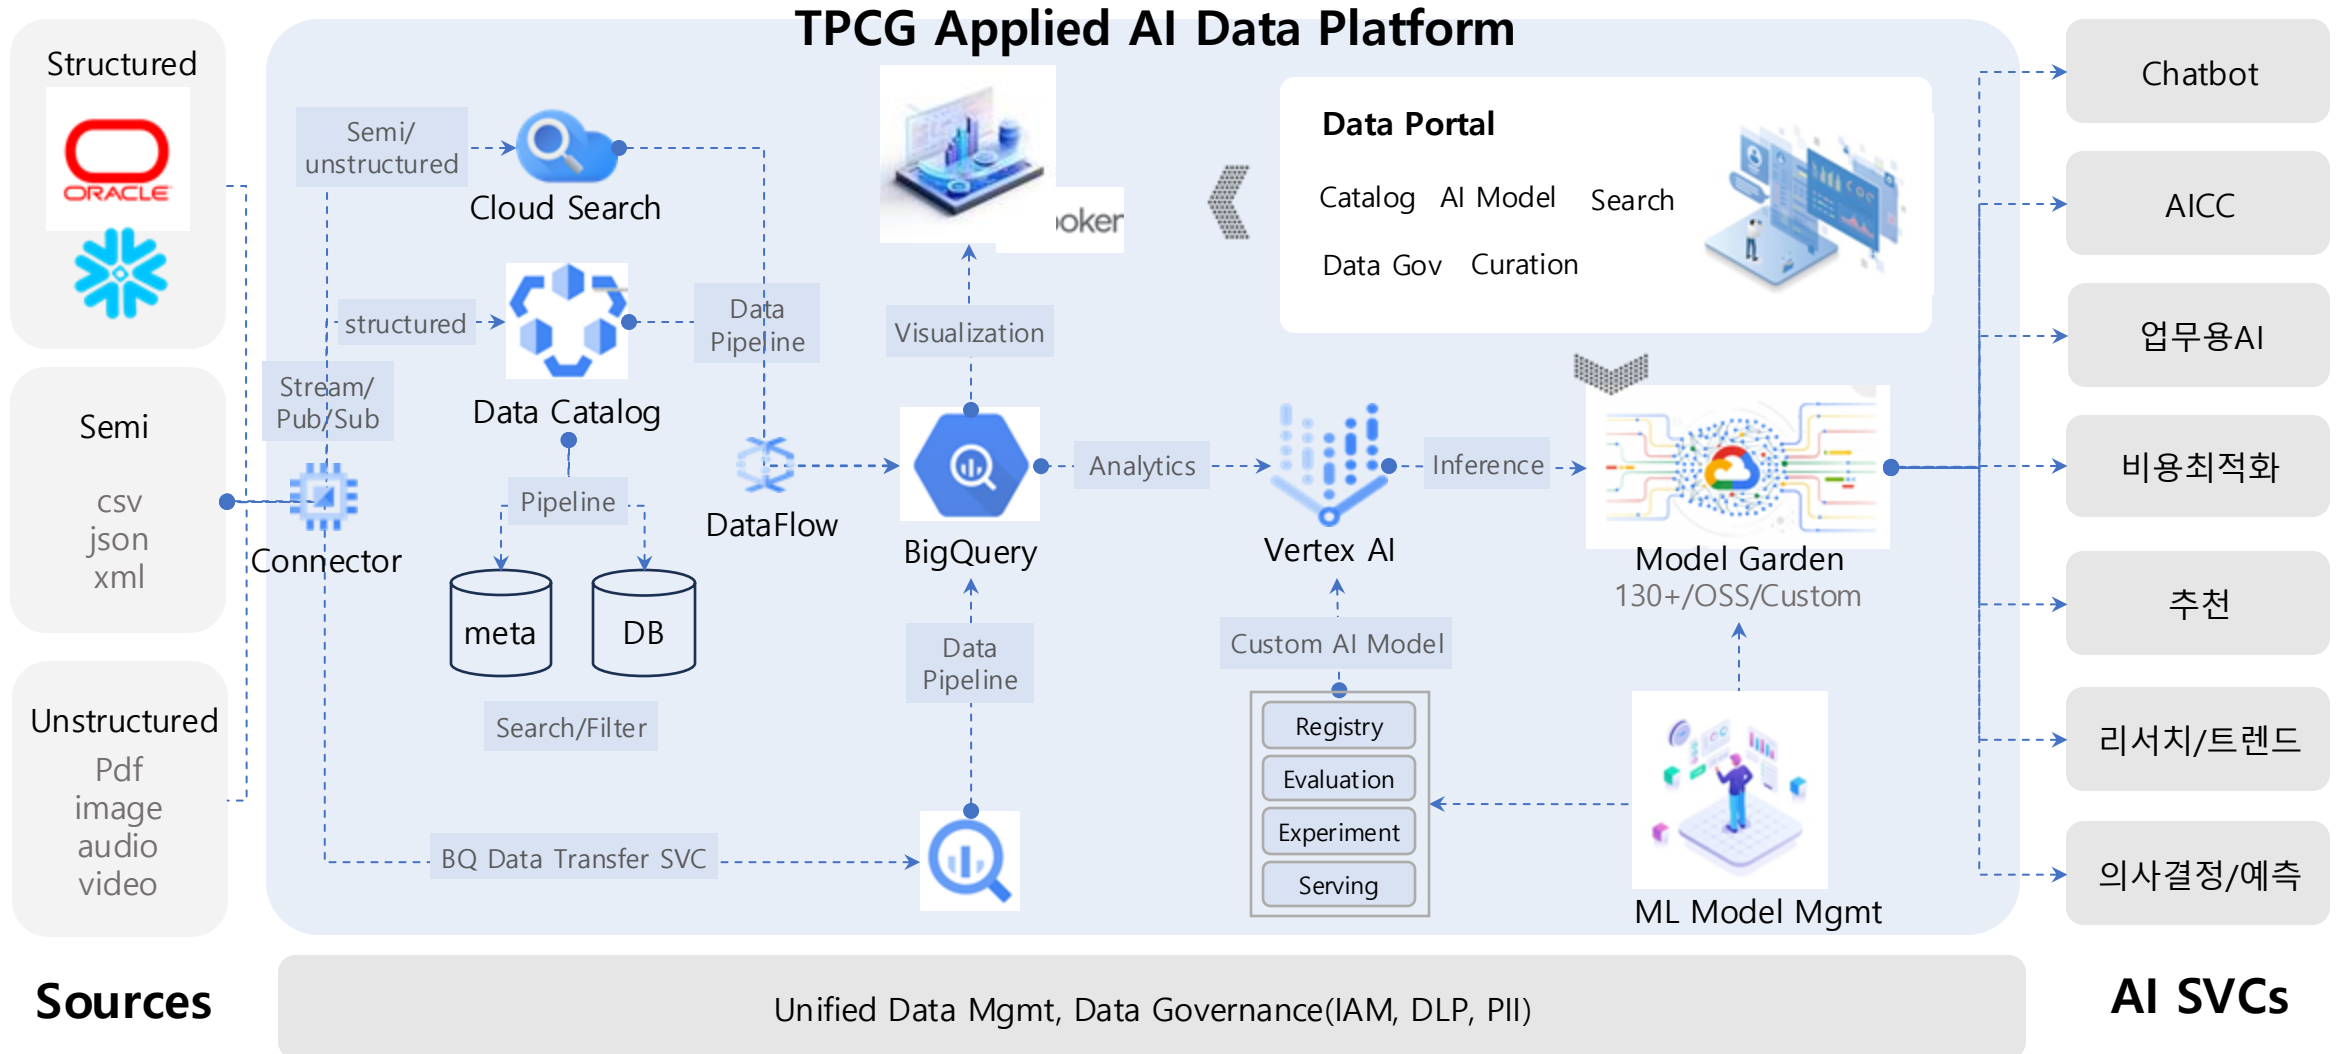 TPCG Applied AI Data Platform
Structured
ORACLE
Semi
csv
json
xml
Unstructured
Pdf
image
audio
video
Sources
Semi/
unstructured
Cloud Search
structured
Data Catalog
Stream/
Pub/Sub
Connector
Pipeline
meta
DB
Search/Filter
BQ Data Transfer SVC
Data
Pipeline
DataFlow
oker
Visualization
BigQuery
Data
Pipeline
Analytics
Data Portal
Catalog
AI Model
Search
Data Gov
Curation
Vertex AI
Inference
Custom AI Model
Registry
Evaluation
Experiment
Serving
Model Garden
130+/OSS/Custom
ML Model Mgmt
Chatbot
AICC
업무용AI
비용최적화
추천
리서치/트렌드
의사결정/예측
AI SVCs
Unified Data Mgmt, Data Governance(IAM, DLP, PII)